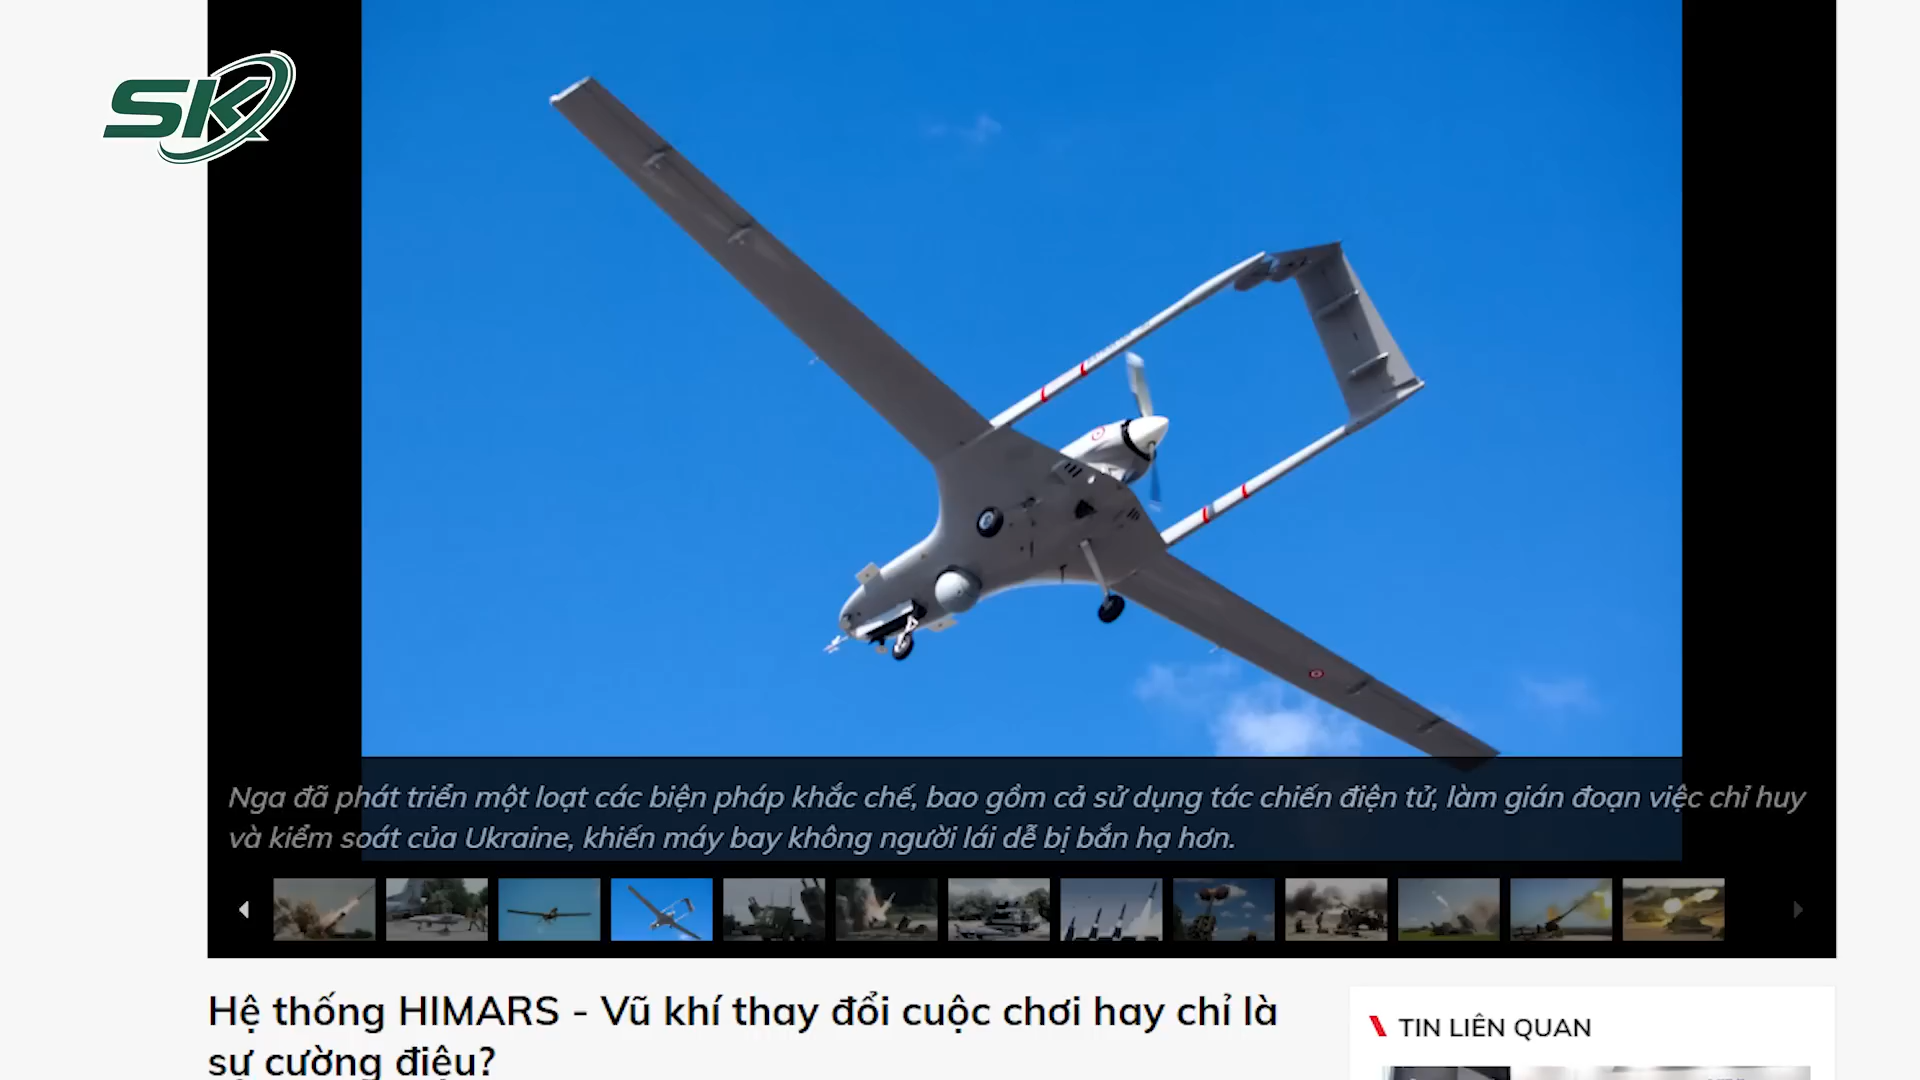 SK
Nga đã phát triển một loạt các biện pháp khắc chế, bao gồm cả sử dụng tác chiến điện tử, làm gián đoạn việc chỉ huy
và kiểm soát của Ukraine, khiến máy bay không người lái dễ bị bắn hạ hơn.
Hệ thống HIMARS - Vũ khí thay đổi cuộc chơi hay chỉ là
sự cường điệu?
TIN LIÊN QUAN